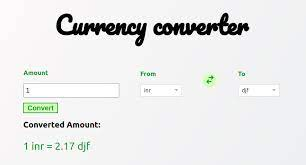 Currency converter
Amount
From
To
1
inr
djf
Convert
Converted Amount:
1 inr = 2.17 djf